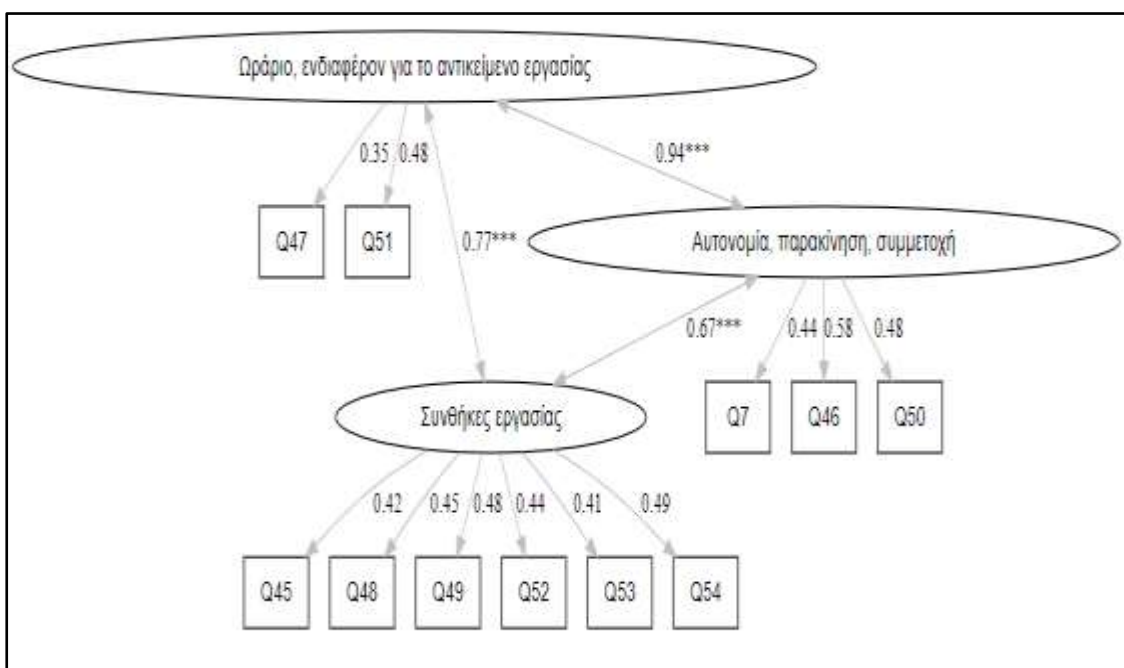 Ωράριο, ενδιαφέρον για το αντικείμενο εργασίας
0.35 0.48
0.94***
Q47 Q51
0.77***
Αυτονομία, παρακίνηση, συμμετοχή
0.67***
0.44 0.58 0.48
Συνθήκες εργασίας
Q7 Q46 Q50
0.42 0.45 0.48 0.44 0.41 0.49
Q45 Q48 Q49 Q52 Q53 Q54